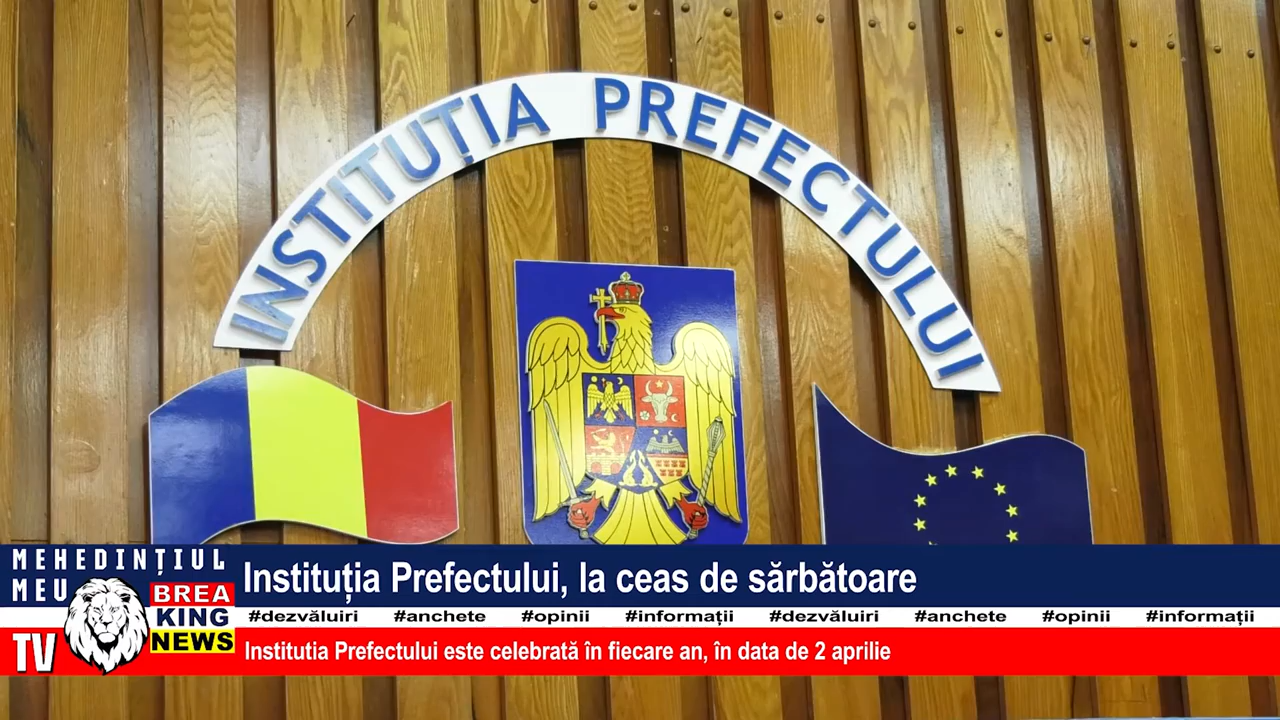 INSTITUȚIA PREFECTULUI
MEHEDINȚIUL
MEU
BREA
KING
NEWS
TV
Instituția Prefectului, la ceas de sărbătoare
#dezvăluiri #anchete #opinii #informații #dezvăluiri #anchete #opinii #informații
Institutia Prefectului este celebrată în fiecare an, în data de 2 aprilie